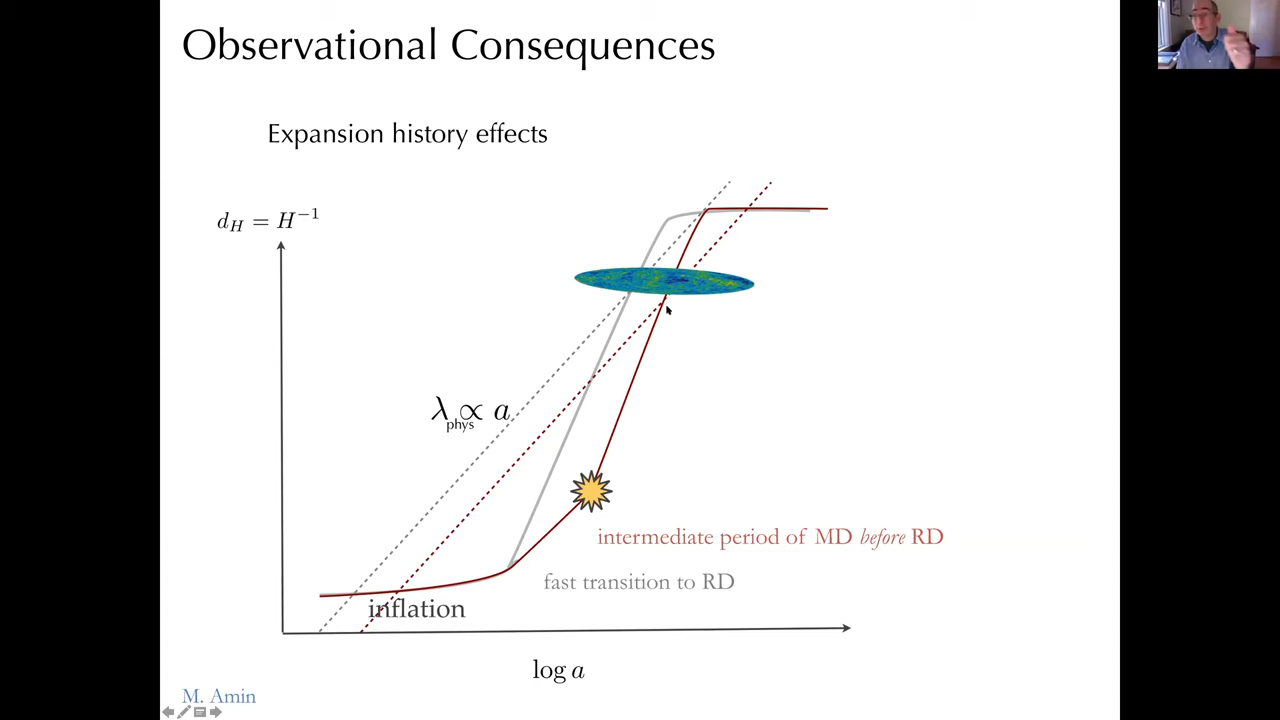 Observational Consequences
Expansion history effects
d_H = H^{-1}
λ_phys ∝ a
intermediate period of MD before RD
fast transition to RD
inflation
log a
M. Amin